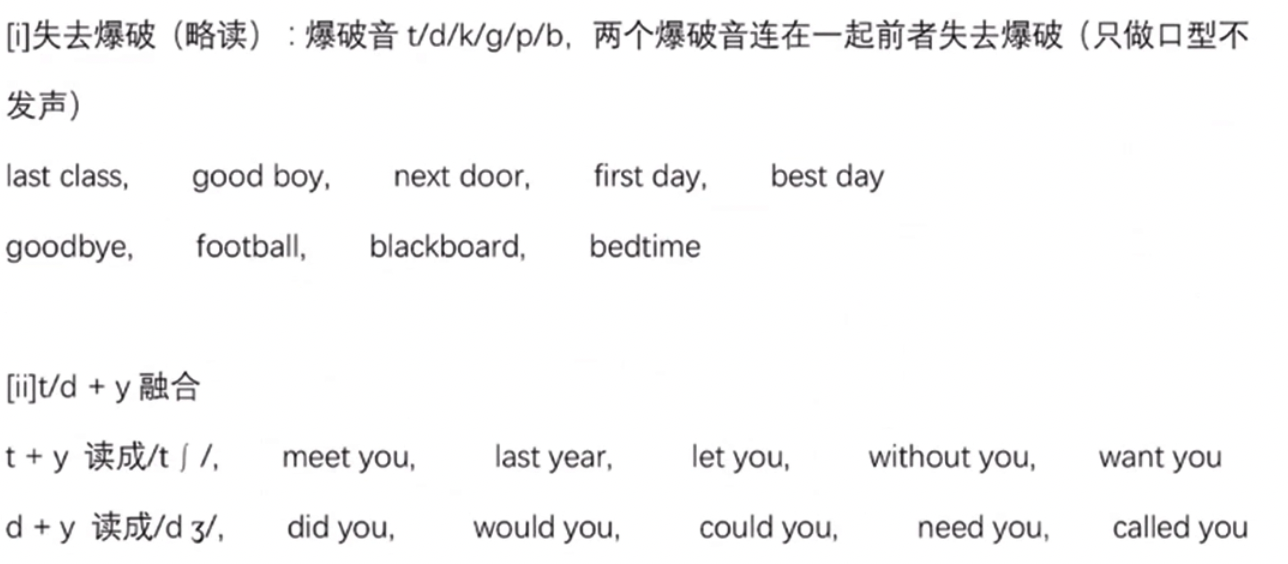 [i]失去爆破（略读）:爆破音 t/d/k/g/p/b，两个爆破音连在一起前者失去爆破（只做口型不
发声）
last class, good boy, next door, first day, best day
goodbye, football, blackboard, bedtime
[ii]t/d + y 融合
t + y 读成/t ∫ /, meet you, last year, let you, without you, want you
d + y 读成/d ʒ/, did you, would you, could you, need you, called you